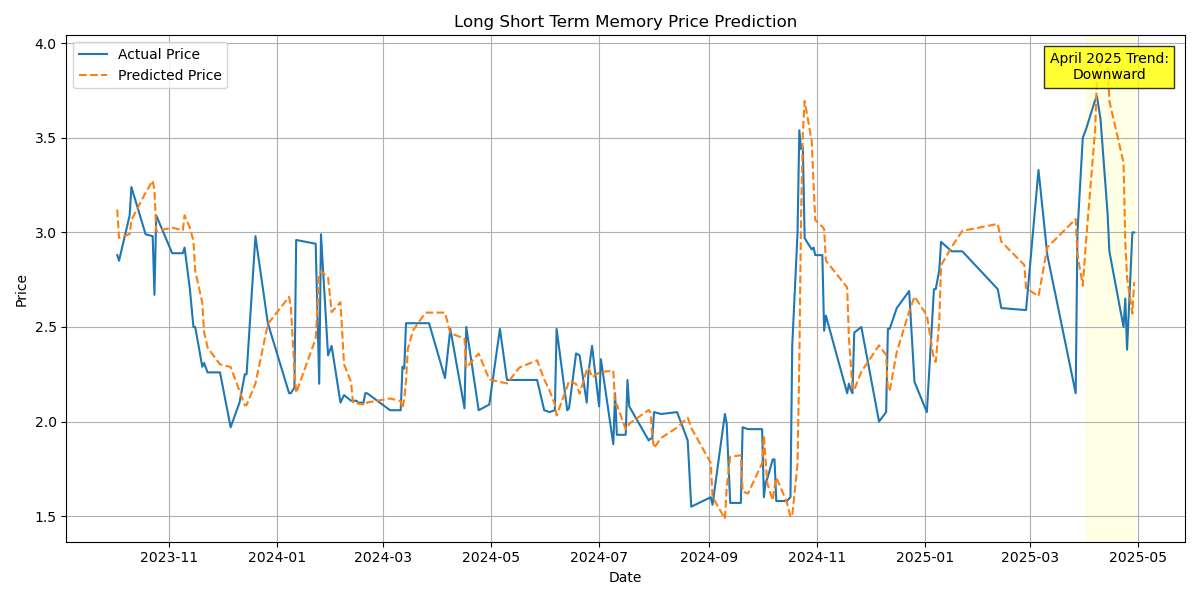 Long Short Term Memory Price Prediction
Actual Price
Predicted Price
April 2025 Trend:
Downward
Price
4.0
3.5
3.0
2.5
2.0
1.5
2023-11 2024-01 2024-03 2024-05 2024-07 2024-09 2024-11 2025-01 2025-03 2025-05
Date